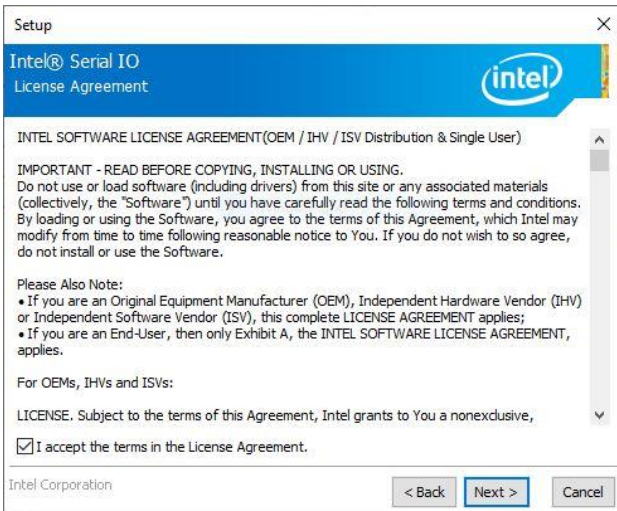 Setup
Intel® Serial IO
License Agreement
intel
INTEL SOFTWARE LICENSE AGREEMENT(OEM / IHV / ISV Distribution & Single User)
IMPORTANT - READ BEFORE COPYING, INSTALLING OR USING.
Do not use or load software (including drivers) from this site or any associated materials
(collectively, the "Software") until you have carefully read the following terms and conditions.
By loading or using the Software, you agree to the terms of this Agreement, which Intel may
modify from time to time following reasonable notice to You. If you do not wish to so agree,
do not install or use the Software.
Please Also Note:
• If you are an Original Equipment Manufacturer (OEM), Independent Hardware Vendor (IHV)
or Independent Software Vendor (ISV), this complete LICENSE AGREEMENT applies;
• If you are an End-User, then only Exhibit A, the INTEL SOFTWARE LICENSE AGREEMENT,
applies.
For OEMs, IHVs and ISVs:
LICENSE. Subject to the terms of this Agreement, Intel grants to You a nonexclusive,
I accept the terms in the License Agreement.
Intel Corporation
< Back Next > Cancel